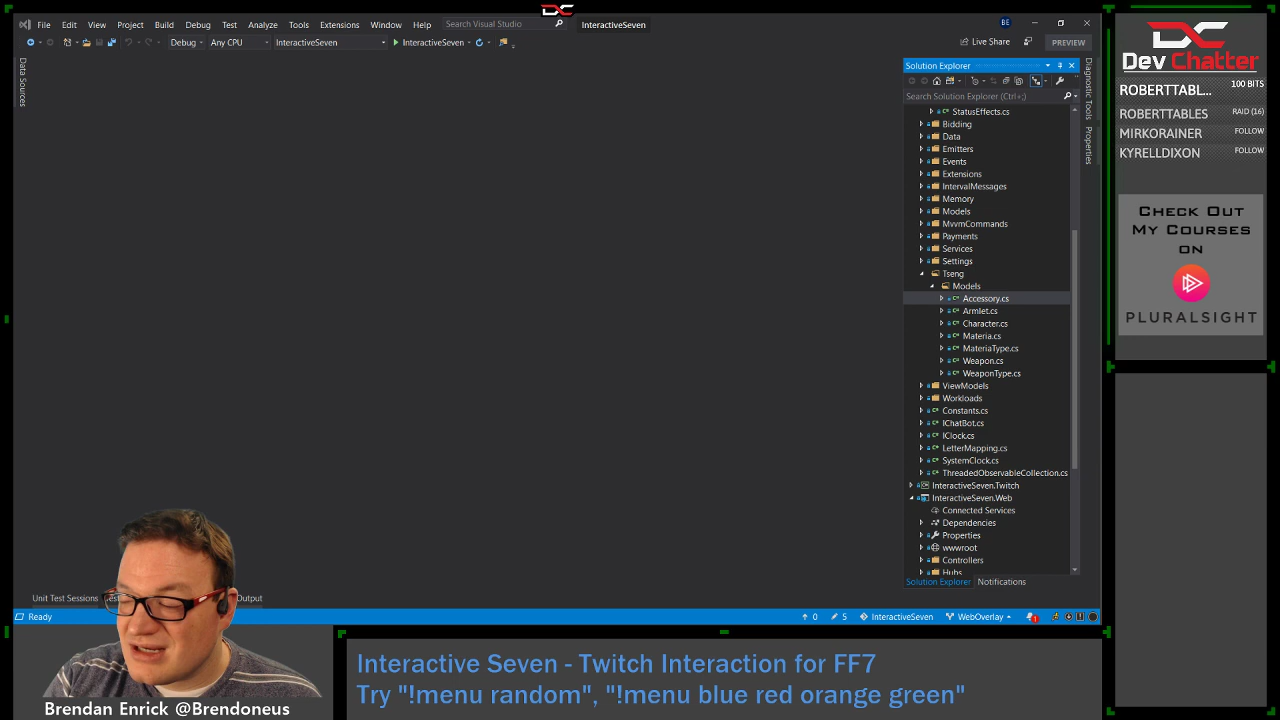 File Edit View Project Build Debug Test Analyze Tools Extensions Window Help Search Visual Studio InteractiveSeven BE
Debug Any CPU InteractiveSeven InteractiveSeven Live Share PREVIEW
Data Sources
Solution Explorer
Search Solution Explorer (Ctrl+;)
StatusEffects.cs
Bidding
Data
Emitters
Events
Extensions
IntervalMessages
Memory
Models
MvvmCommands
Payments
Services
Settings
Tseng
Models
Accessory.cs
Armlet.cs
Character.cs
Materia.cs
MateriaType.cs
Weapon.cs
WeaponType.cs
ViewModels
Workloads
Constants.cs
IChatBot.cs
IClock.cs
LetterMapping.cs
SystemClock.cs
ThreadedObservableCollection.cs
InteractiveSeven.Twitch
InteractiveSeven.Web
Connected Services
Dependencies
Properties
wwwroot
Controllers
Hubs
Solution Explorer Notifications
Diagnostic Tools
Properties
Unit Test Sessions
Output
Ready 0 5 InteractiveSeven WebOverlay 1
DC
Dev Chatter
ROBERTTABL... 100 BITS
ROBERTTABLES RAID (16)
MIRKORAINER FOLLOW
KYRELLDIXON FOLLOW
CHECK OUT
MY COURSES
ON
PLURALSIGHT
Interactive Seven - Twitch Interaction for FF7
Try "!menu random", "!menu blue red orange green"
Brendan Enrick @Brendoneus